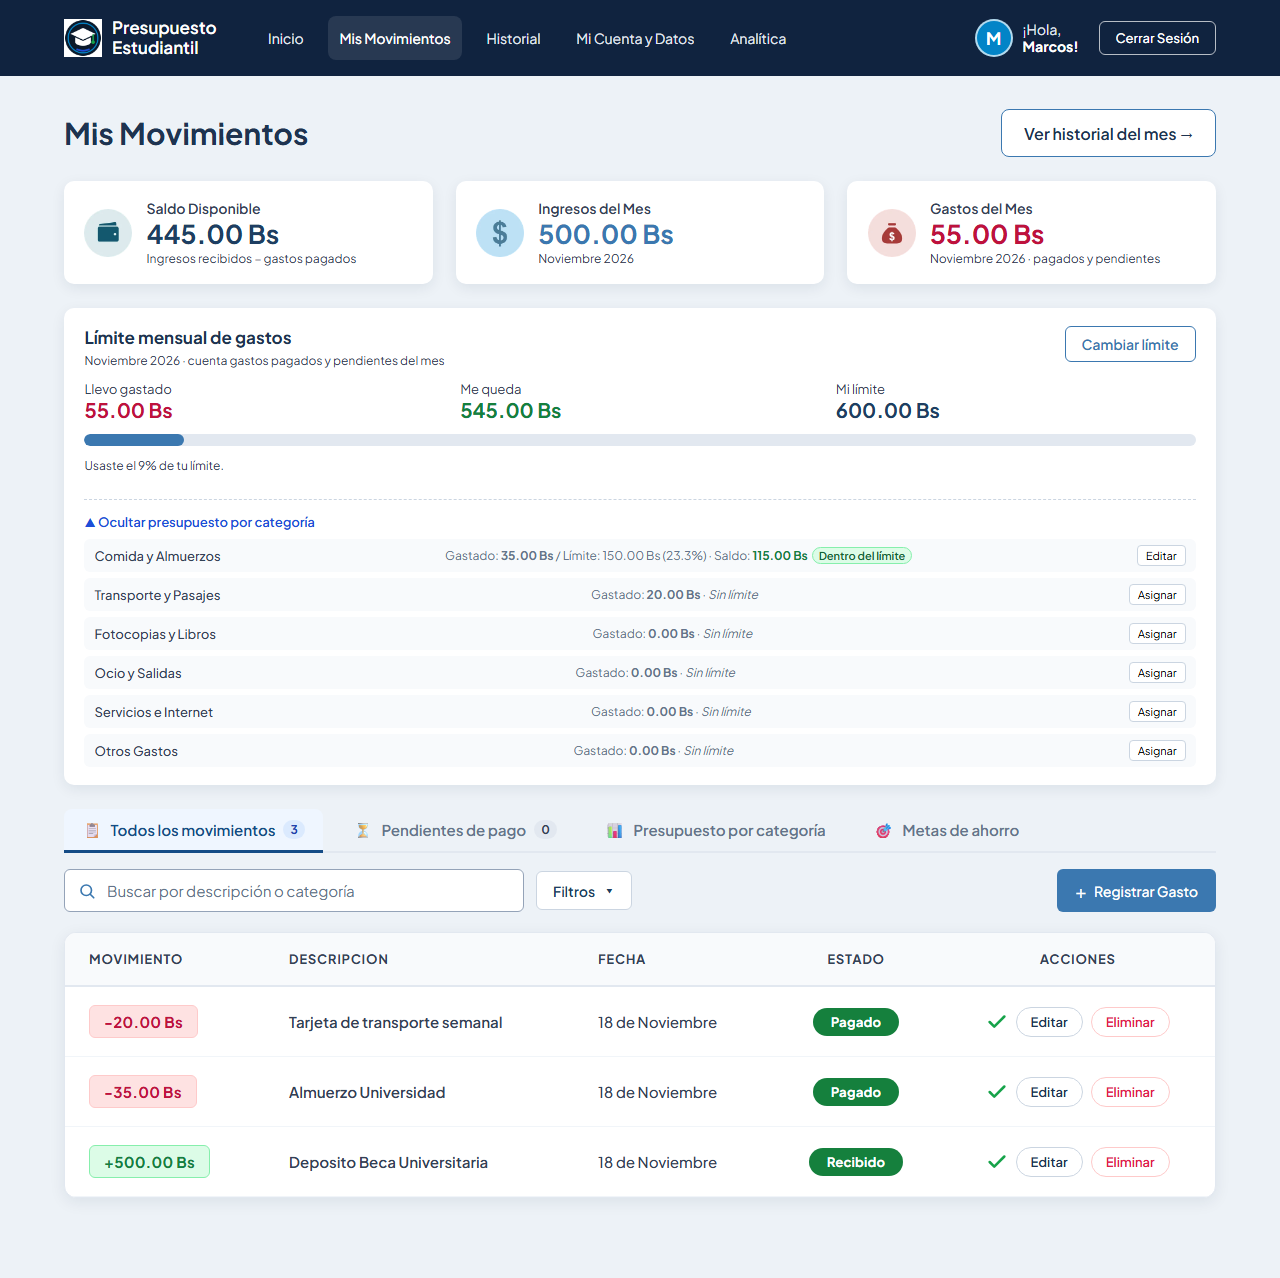 Presupuesto
Estudiantil
Inicio
Mis Movimientos
Historial
Mi Cuenta y Datos
Analítica
M
¡Hola,
Marcos!
Cerrar Sesión
Mis Movimientos
Ver historial del mes →
Saldo Disponible
445.00 Bs
Ingresos recibidos – gastos pagados
$
Ingresos del Mes
500.00 Bs
Noviembre 2026
$
Gastos del Mes
55.00 Bs
Noviembre 2026 · pagados y pendientes
Límite mensual de gastos
Noviembre 2026 · cuenta gastos pagados y pendientes del mes
Cambiar límite
Llevo gastado
55.00 Bs
Me queda
545.00 Bs
Mi límite
600.00 Bs
Usaste el 9% de tu límite.
▲ Ocultar presupuesto por categoría
Comida y Almuerzos
Gastado: 35.00 Bs / Límite: 150.00 Bs (23.3%) · Saldo: 115.00 Bs Dentro del límite
Editar
Transporte y Pasajes
Gastado: 20.00 Bs · Sin límite
Asignar
Fotocopias y Libros
Gastado: 0.00 Bs · Sin límite
Asignar
Ocio y Salidas
Gastado: 0.00 Bs · Sin límite
Asignar
Servicios e Internet
Gastado: 0.00 Bs · Sin límite
Asignar
Otros Gastos
Gastado: 0.00 Bs · Sin límite
Asignar
Todos los movimientos 3
Pendientes de pago 0
Presupuesto por categoría
Metas de ahorro
Buscar por descripción o categoría
Filtros ▼
+ Registrar Gasto
MOVIMIENTO
DESCRIPCION
FECHA
ESTADO
ACCIONES
-20.00 Bs
Tarjeta de transporte semanal
18 de Noviembre
Pagado
Editar
Eliminar
-35.00 Bs
Almuerzo Universidad
18 de Noviembre
Pagado
Editar
Eliminar
+500.00 Bs
Deposito Beca Universitaria
18 de Noviembre
Recibido
Editar
Eliminar